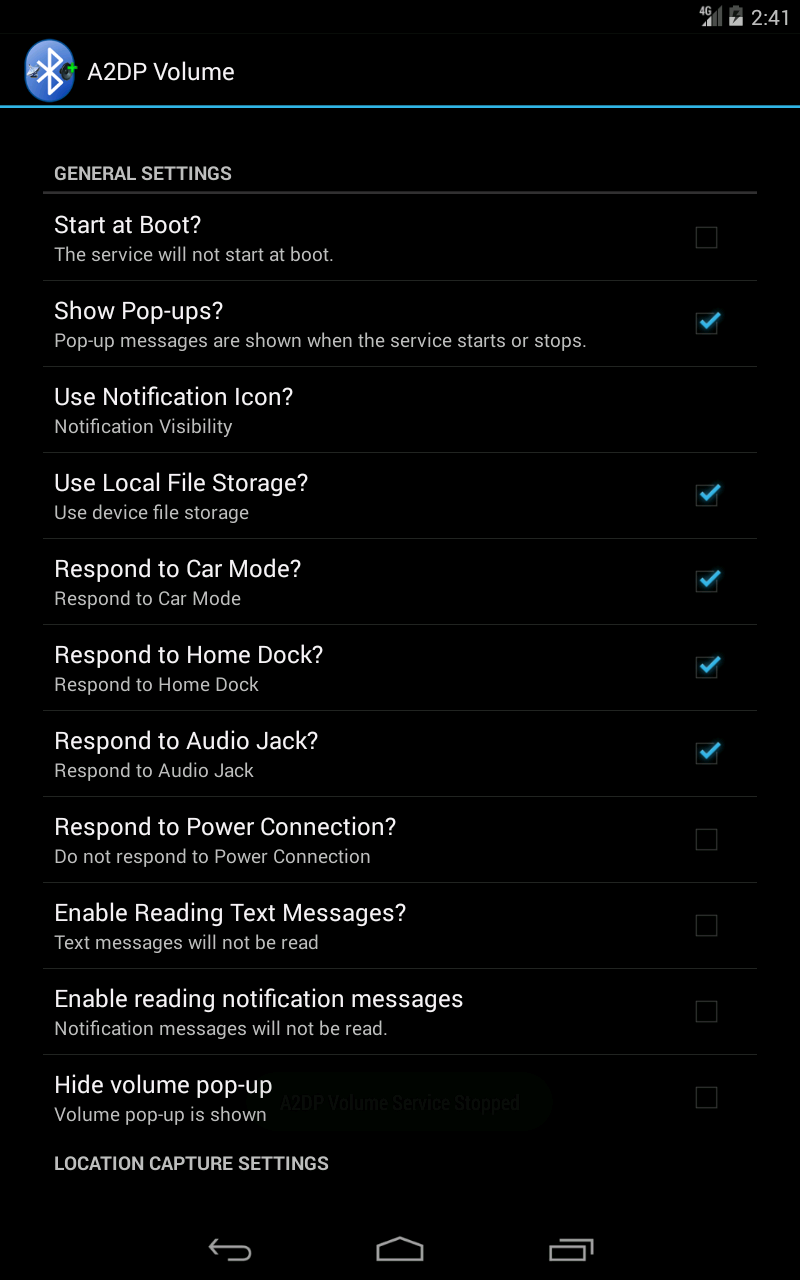 4G 2:41
A2DP Volume
GENERAL SETTINGS
Start at Boot?
The service will not start at boot.
Show Pop-ups?
Pop-up messages are shown when the service starts or stops.
Use Notification Icon?
Notification Visibility
Use Local File Storage?
Use device file storage
Respond to Car Mode?
Respond to Car Mode
Respond to Home Dock?
Respond to Home Dock
Respond to Audio Jack?
Respond to Audio Jack
Respond to Power Connection?
Do not respond to Power Connection
Enable Reading Text Messages?
Text messages will not be read
Enable reading notification messages
Notification messages will not be read.
Hide volume pop-up
A2DP Volume Service Stopped
Volume pop-up is shown
LOCATION CAPTURE SETTINGS